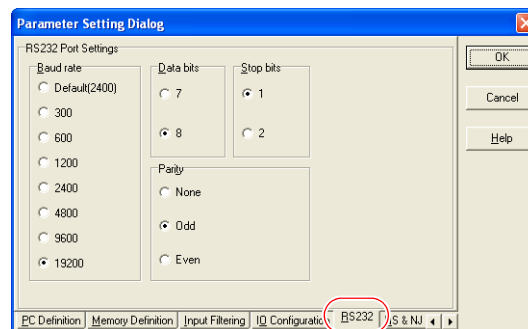 Parameter Setting Dialog
RS232 Port Settings
Baud rate
Default(2400)
300
600
1200
2400
4800
9600
19200
Data bits
7
8
Stop bits
1
2
Parity
None
Odd
Even
OK
Cancel
Help
PC Definition
Memory Definition
Input Filtering
IO Configuratio
RS232
S & NJ